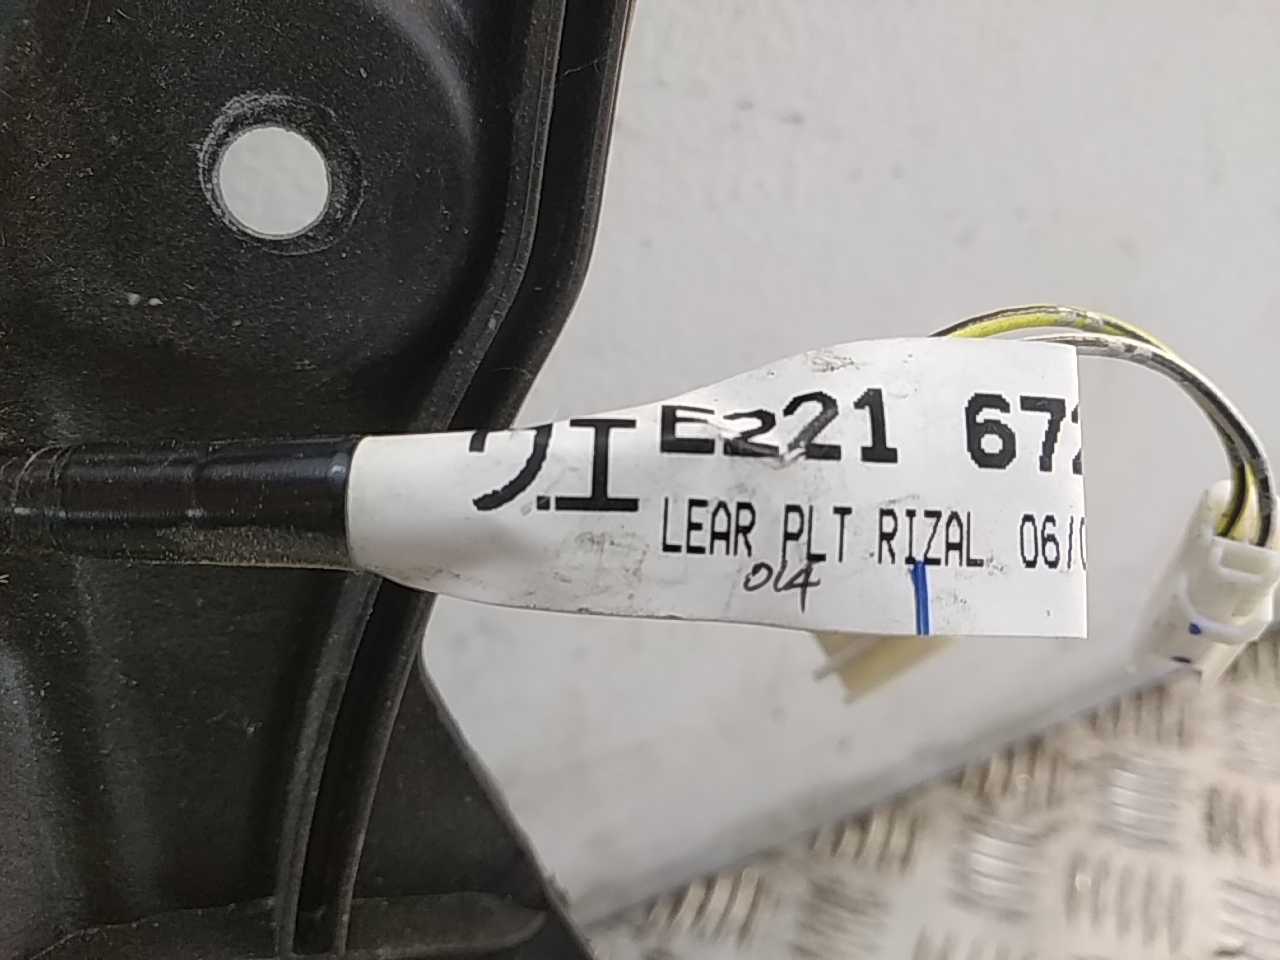 E221 67
LEAR PLT RIZAL 06/
014